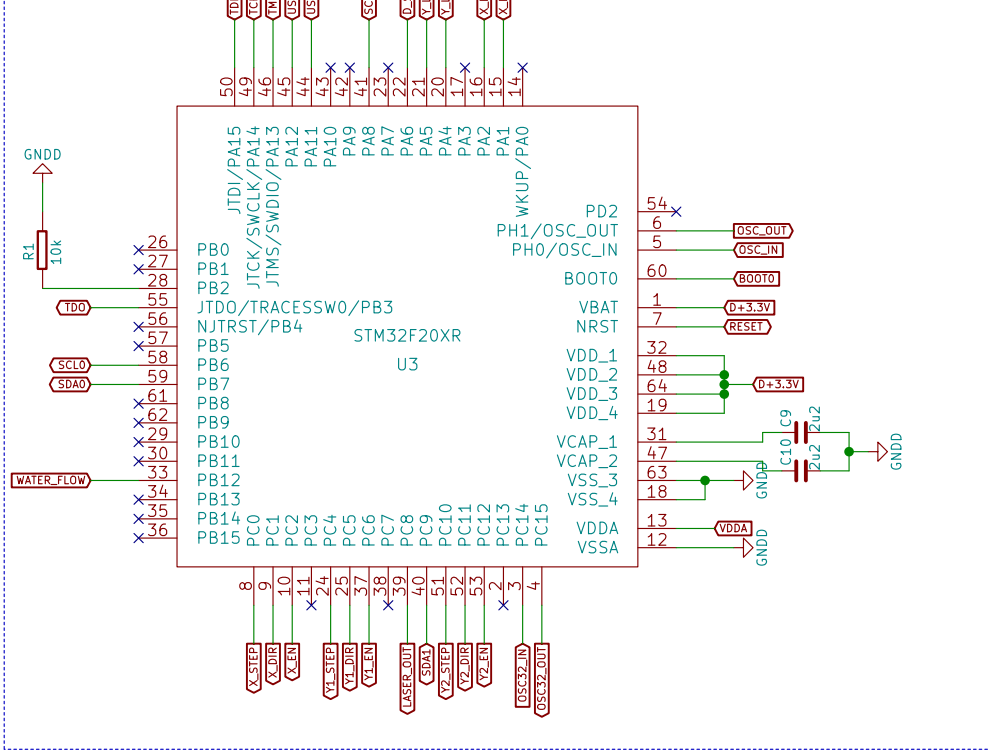 50
49
46
45
44
43
42
41
23
22
21
20
17
16
15
14
JTDI/PA15
JTCK/SWCLK/PA14
JTMS/SWDIO/PA13
PA12
PA11
PA10
PA9
PA8
PA7
PA6
PA5
PA4
PA3
PA2
PA1
WKUP/PA0
GNDD
R1
10k
26 PB0
27 PB1
28 PB2
TDO 55 JTDO/TRACESSW0/PB3
56 NJTRST/PB4
57 PB5
SCL0 58 PB6
SDA0 59 PB7
61 PB8
62 PB9
29 PB10
30 PB11
WATER_FLOW 33 PB12
34 PB13
35 PB14
36 PB15
STM32F20XR
U3
PD2 54
PH1/OSC_OUT 6 OSC_OUT
PH0/OSC_IN 5 OSC_IN
BOOT0 60 BOOT0
VBAT 1 D+3.3V
NRST 7 RESET
VDD_1 32
VDD_2 48
VDD_3 64
VDD_4 19
D+3.3V
VCAP_1 31
VCAP_2 47
C9
2u2
C10
2u2
GNDD
VSS_3 63
VSS_4 18
GNDD
VDDA 13 VDDA
VSSA 12
GNDD
PC0
PC1
PC2
PC3
PC4
PC5
PC6
PC7
PC8
PC9
PC10
PC11
PC12
PC13
PC14
PC15
8
9
10
11
24
25
37
38
39
40
51
52
53
2
3
4
X_STEP
X_DIR
X_EN
Y1_STEP
Y1_DIR
Y1_EN
LASER_OUT
SDA1
Y2_STEP
Y2_DIR
Y2_EN
OSC32_IN
OSC32_OUT